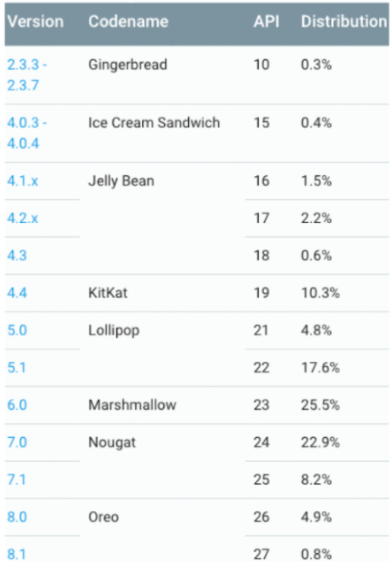 Version Codename API Distribution
2.3.3 - Gingerbread 10 0.3%
2.3.7
4.0.3 - Ice Cream Sandwich 15 0.4%
4.0.4
4.1.x Jelly Bean 16 1.5%
4.2.x 17 2.2%
4.3 18 0.6%
4.4 KitKat 19 10.3%
5.0 Lollipop 21 4.8%
5.1 22 17.6%
6.0 Marshmallow 23 25.5%
7.0 Nougat 24 22.9%
7.1 25 8.2%
8.0 Oreo 26 4.9%
8.1 27 0.8%